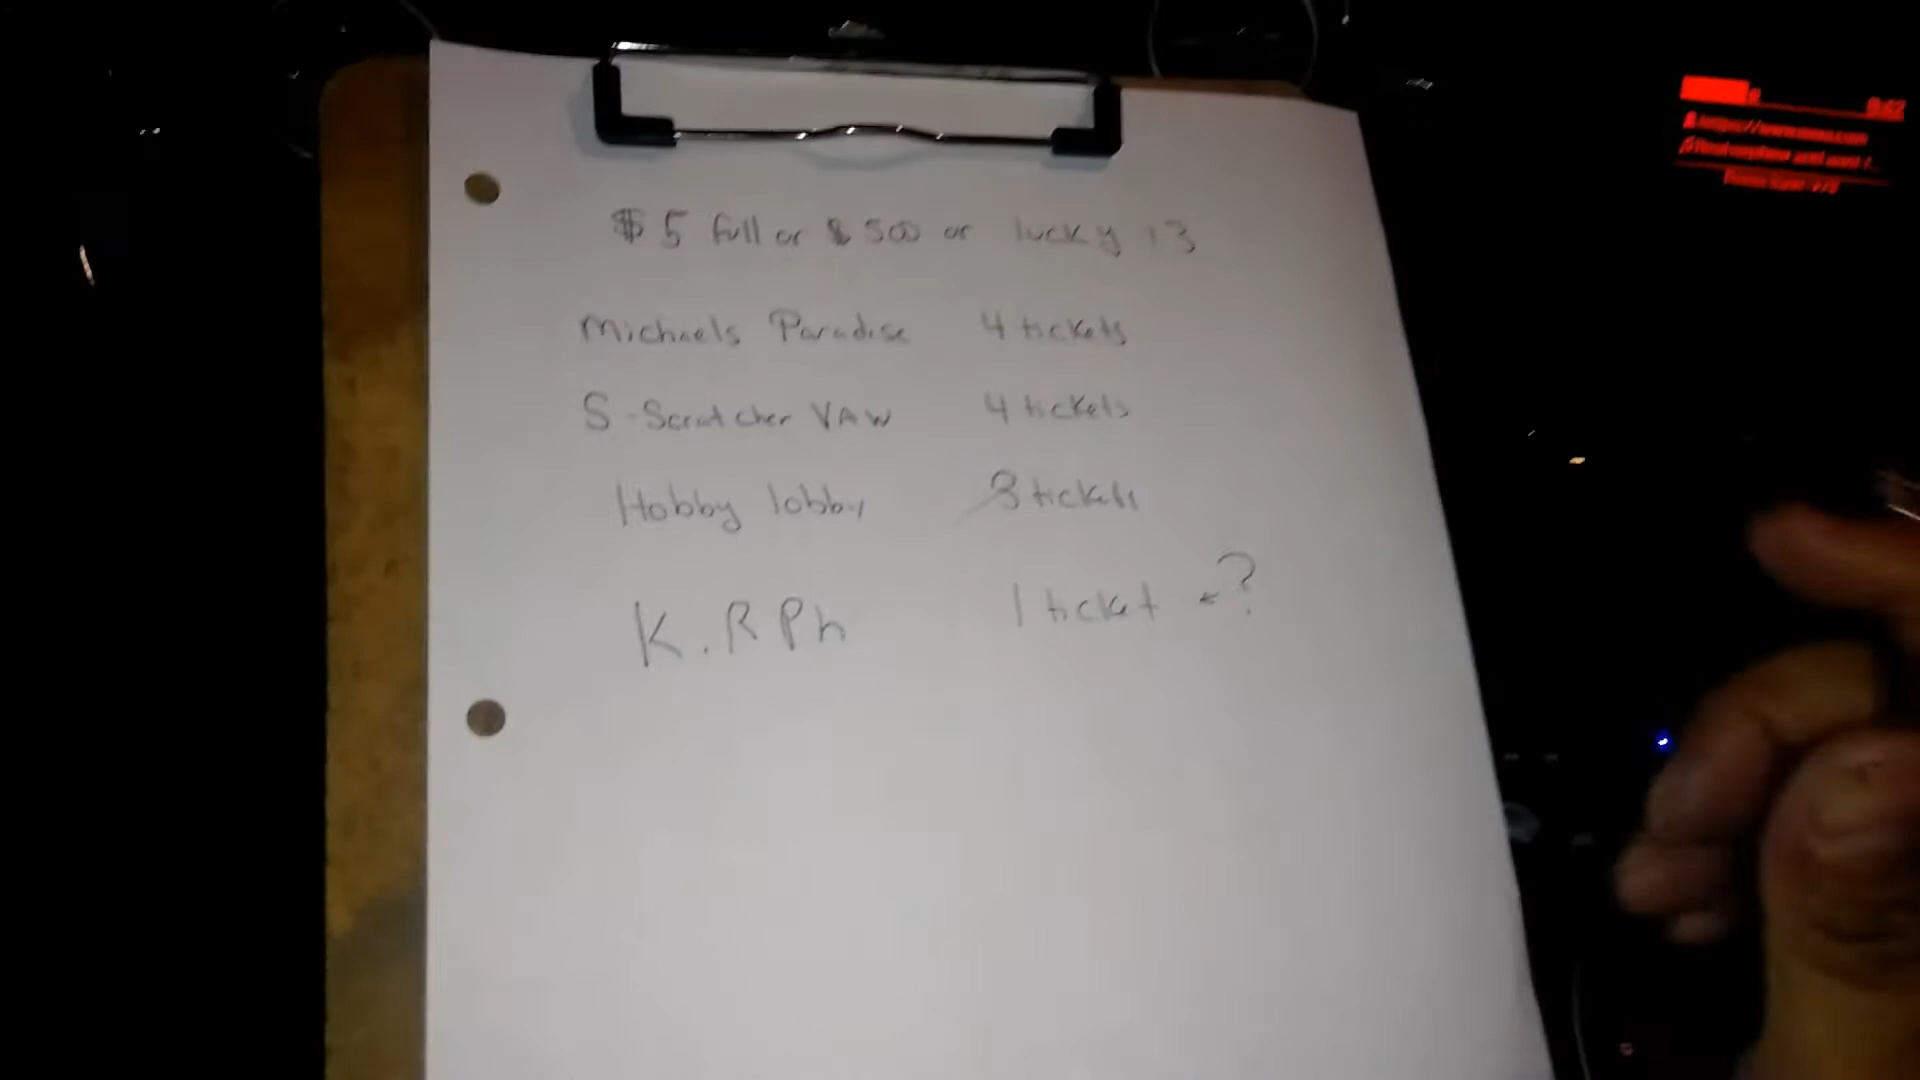 $5 full or $500 or lucky 13
Michaels Paradise 4 tickets
S-Scratcher VAW 4 tickets
Hobby lobby 3 tickets
K.RPh 1 ticket ←?